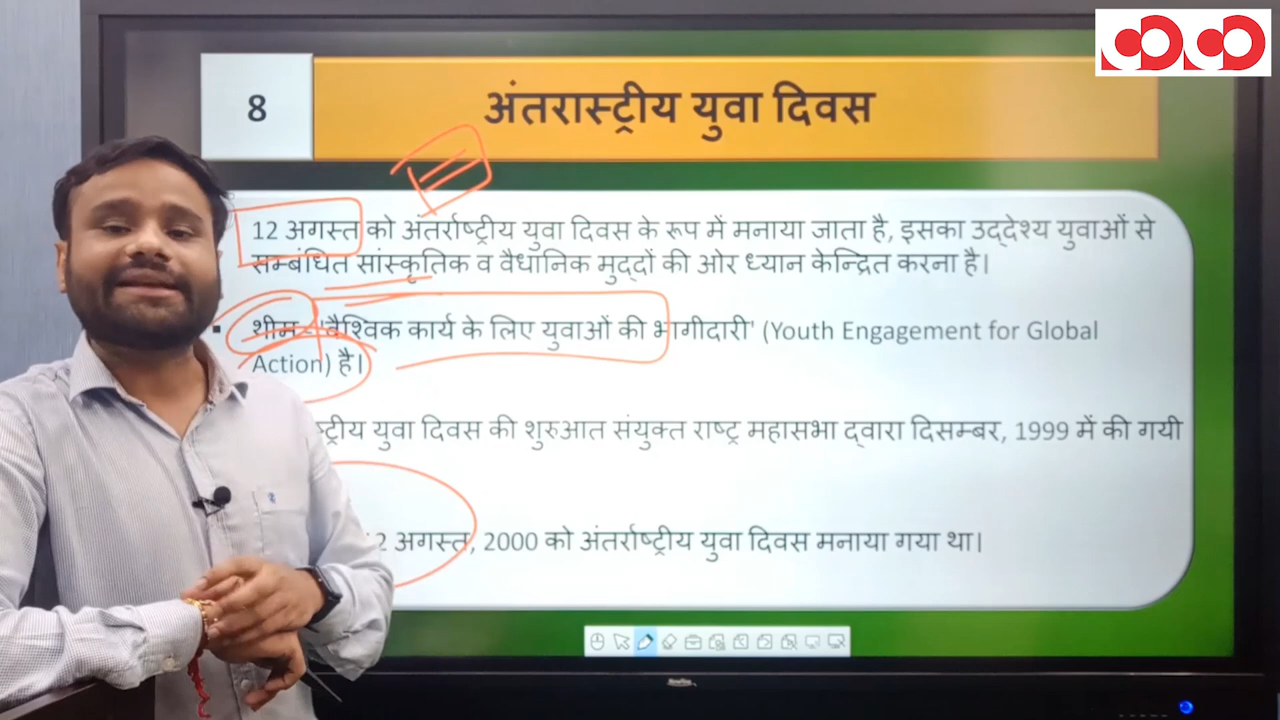 8
अंतरास्ट्रीय युवा दिवस
12 अगस्त को अंतर्राष्ट्रीय युवा दिवस के रूप में मनाया जाता है, इसका उद्देश्य युवाओं से
सम्बंधित सांस्कृतिक व वैधानिक मुद्दों की ओर ध्यान केन्द्रित करना है।
थीम - 'वैश्विक कार्य के लिए युवाओं की भागीदारी' (Youth Engagement for Global
Action) है।
युवा दिवस की शुरुआत संयुक्त राष्ट्र महासभा द्वारा दिसम्बर, 1999 में की गयी
अगस्त, 2000 को अंतर्राष्ट्रीय युवा दिवस मनाया गया था।